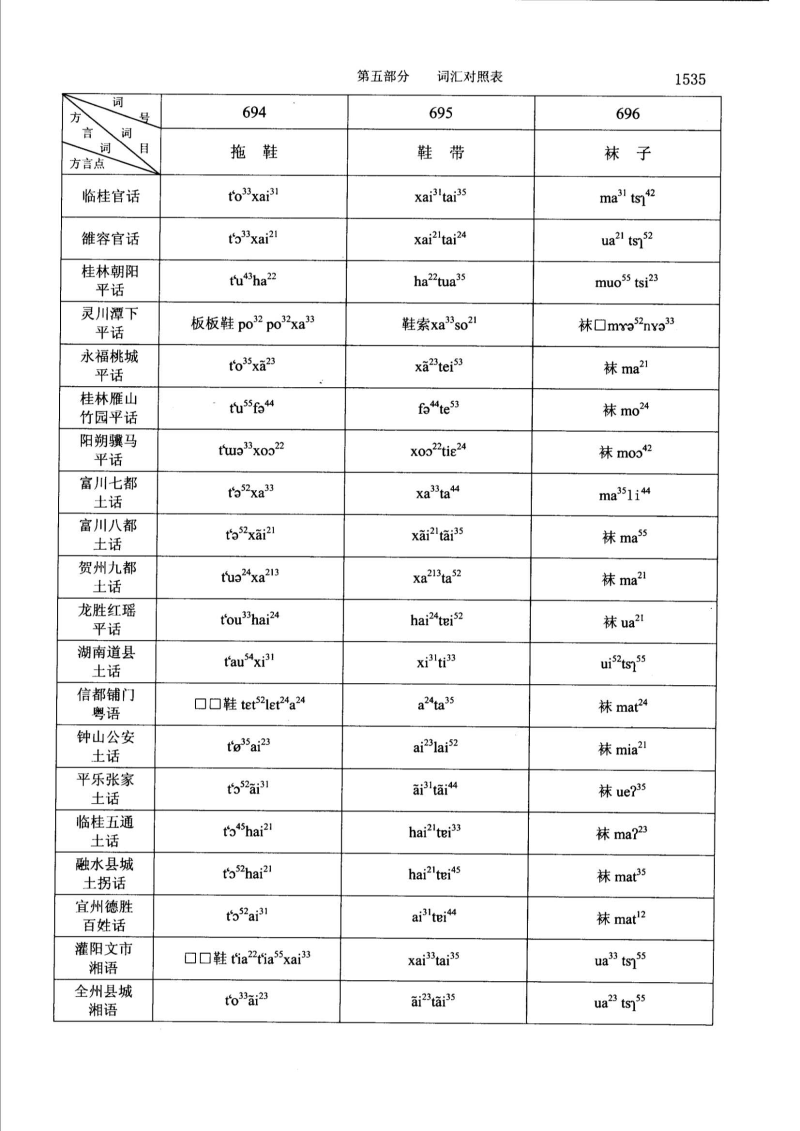 第五部分 词汇对照表 1535
词号 694 695 696
方言 词目
词
方言点 拖鞋 鞋带 袜子
临桂官话 tʻo³³xai³¹ xai³¹tai³⁵ ma³¹ tsʅ⁴²
雒容官话 tʻɔ³³xai²¹ xai²¹tai²⁴ ua²¹ tsʅ⁵²
桂林朝阳平话 tʻu⁴³ha²² ha²²tua³⁵ muo⁵⁵ tsi²³
灵川潭下平话 板板鞋 po³² po³²xa³³ 鞋索xa³³so²¹ 袜□mɤə⁵²nɤə³³
永福桃城平话 tʻo³⁵xã²³ xã²³tei⁵³ 袜 ma²¹
桂林雁山竹园平话 tʻu⁵⁵fə⁴⁴ fə⁴⁴te⁵³ 袜 mo²⁴
阳朔骥马平话 tʻɯə³³xoɔ²² xoɔ²²tiɛ²⁴ 袜 moɔ⁴²
富川七都土话 tʻɔ⁵²xa³³ xa³³ta⁴⁴ ma³⁵li⁴⁴
富川八都土话 tʻə⁵²xãi²¹ xãi²¹tãi³⁵ 袜 ma⁵⁵
贺州九都土话 tʻuə²⁴xa²¹³ xa²¹³ta⁵² 袜 ma²¹
龙胜红瑶平话 tʻou³³hai²⁴ hai²⁴tɐi⁵² 袜 ua²¹
湖南道县土话 tʻau⁵⁴xi³¹ xi³¹ti³³ ui⁵²tsʅ⁵⁵
信都铺门粤语 □□鞋 tɛt⁵²lɛt²⁴a²⁴ a²⁴ta³⁵ 袜 mat²⁴
钟山公安土话 tʻø³⁵ai²³ ai²³lai⁵² 袜 mia²¹
平乐张家土话 tʻɔ⁵²ãi³¹ ãi³¹tãi⁴⁴ 袜 ueʔ³⁵
临桂五通土话 tʻɔ⁴⁵hai²¹ hai²¹tɐi³³ 袜 maʔ²³
融水县城土拐话 tʻɔ⁵²hai²¹ hai²¹tɐi⁴⁵ 袜 mat³⁵
宜州德胜百姓话 tʻɔ⁵²ai³¹ ai³¹tɐi⁴⁴ 袜 mat¹²
灌阳文市湘语 □□鞋 tʻia²²tʻia⁵⁵xai³³ xai³³tai³⁵ ua³³ tsʅ⁵⁵
全州县城湘语 tʻo³³ãi²³ ãi²³tãi³⁵ ua²³ tsʅ⁵⁵